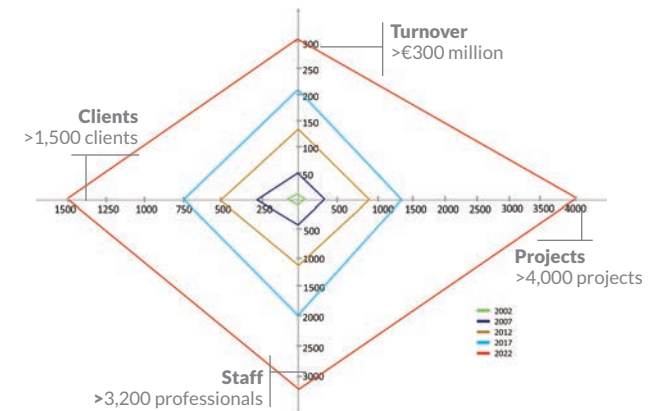 Turnover
>€300 million
300
250
200
150
100
50
Clients
>1,500 clients
1500 1250 1000 750 500 250 500 1000 1500 2000 2500 3000 3500 4000
500
1000
1500
2000
2500
3000
Projects
>4,000 projects
2002
2007
2012
2017
2022
Staff
>3,200 professionals